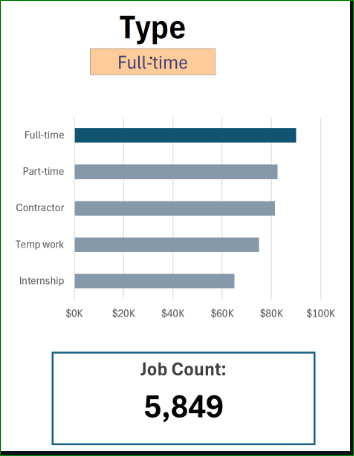 Type
Full-time
Full-time
Part-time
Contractor
Temp work
Internship
$0K $20K $40K $60K $80K $100K
Job Count:
5,849